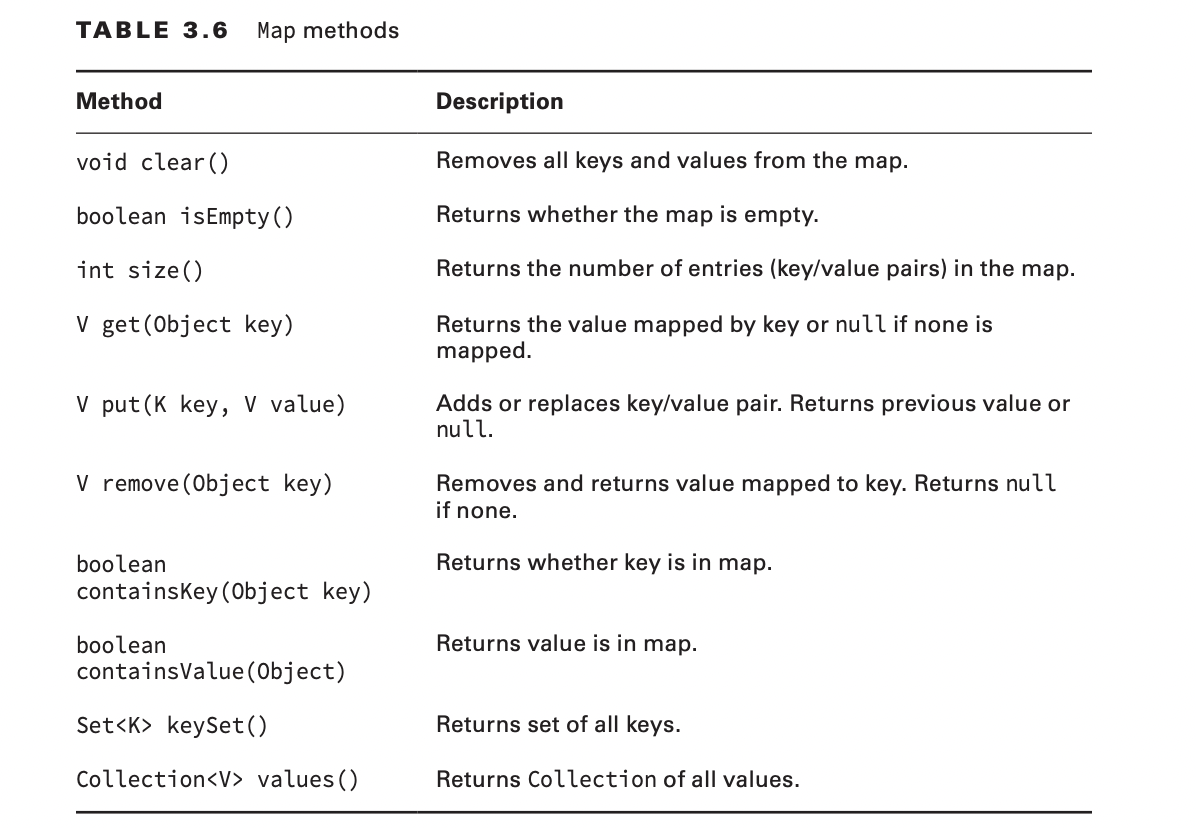 TABLE 3.6 Map methods
Method Description
void clear() Removes all keys and values from the map.
boolean isEmpty() Returns whether the map is empty.
int size() Returns the number of entries (key/value pairs) in the map.
V get(Object key) Returns the value mapped by key or null if none is
mapped.
V put(K key, V value) Adds or replaces key/value pair. Returns previous value or
null.
V remove(Object key) Removes and returns value mapped to key. Returns null
if none.
boolean Returns whether key is in map.
containsKey(Object key)
boolean Returns value is in map.
containsValue(Object)
Set<K> keySet() Returns set of all keys.
Collection<V> values() Returns Collection of all values.